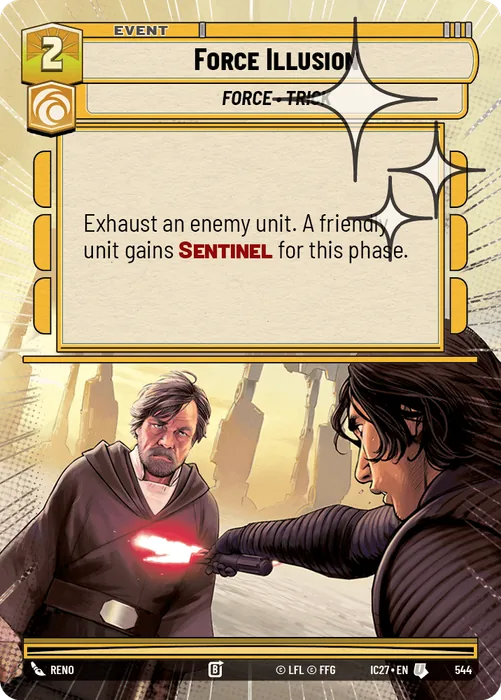 EVENT
2
FORCE ILLUSION
FORCE • TRICK
Exhaust an enemy unit. A friendly
unit gains SENTINEL for this phase.
RENO
B
© LFL © FFG
IC27 • EN
544